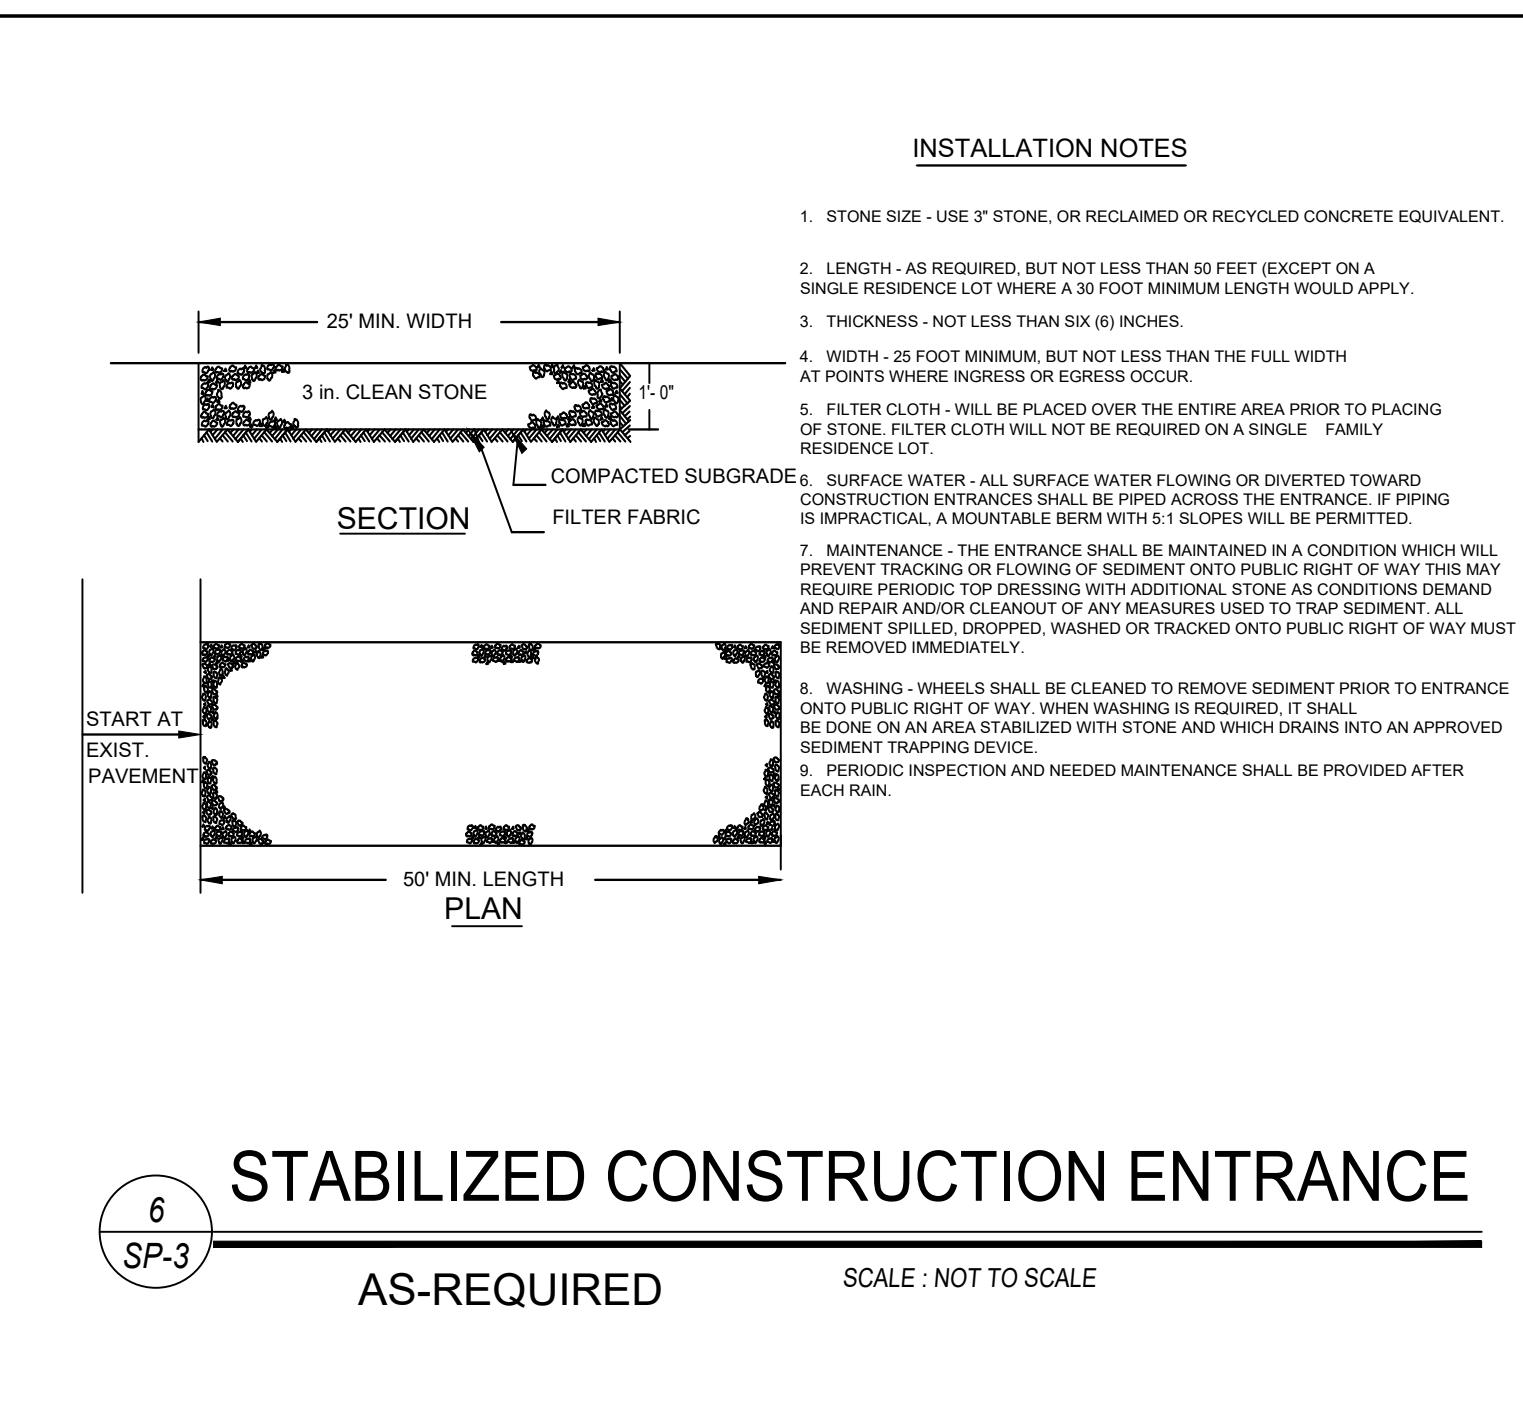 INSTALLATION NOTES
1. STONE SIZE - USE 3" STONE, OR RECLAIMED OR RECYCLED CONCRETE EQUIVALENT.
2. LENGTH - AS REQUIRED, BUT NOT LESS THAN 50 FEET (EXCEPT ON A
SINGLE RESIDENCE LOT WHERE A 30 FOOT MINIMUM LENGTH WOULD APPLY.
3. THICKNESS - NOT LESS THAN SIX (6) INCHES.
4. WIDTH - 25 FOOT MINIMUM, BUT NOT LESS THAN THE FULL WIDTH
AT POINTS WHERE INGRESS OR EGRESS OCCUR.
5. FILTER CLOTH - WILL BE PLACED OVER THE ENTIRE AREA PRIOR TO PLACING
OF STONE. FILTER CLOTH WILL NOT BE REQUIRED ON A SINGLE FAMILY
RESIDENCE LOT.
6. SURFACE WATER - ALL SURFACE WATER FLOWING OR DIVERTED TOWARD
CONSTRUCTION ENTRANCES SHALL BE PIPED ACROSS THE ENTRANCE. IF PIPING
IS IMPRACTICAL, A MOUNTABLE BERM WITH 5:1 SLOPES WILL BE PERMITTED.
7. MAINTENANCE - THE ENTRANCE SHALL BE MAINTAINED IN A CONDITION WHICH WILL
PREVENT TRACKING OR FLOWING OF SEDIMENT ONTO PUBLIC RIGHT OF WAY THIS MAY
REQUIRE PERIODIC TOP DRESSING WITH ADDITIONAL STONE AS CONDITIONS DEMAND
AND REPAIR AND/OR CLEANOUT OF ANY MEASURES USED TO TRAP SEDIMENT. ALL
SEDIMENT SPILLED, DROPPED, WASHED OR TRACKED ONTO PUBLIC RIGHT OF WAY MUST
BE REMOVED IMMEDIATELY.
8. WASHING - WHEELS SHALL BE CLEANED TO REMOVE SEDIMENT PRIOR TO ENTRANCE
ONTO PUBLIC RIGHT OF WAY. WHEN WASHING IS REQUIRED, IT SHALL
BE DONE ON AN AREA STABILIZED WITH STONE AND WHICH DRAINS INTO AN APPROVED
SEDIMENT TRAPPING DEVICE.
9. PERIODIC INSPECTION AND NEEDED MAINTENANCE SHALL BE PROVIDED AFTER
EACH RAIN.
25' MIN. WIDTH
3 in. CLEAN STONE
1'- 0"
COMPACTED SUBGRADE
FILTER FABRIC
SECTION
START AT
EXIST.
PAVEMENT
50' MIN. LENGTH
PLAN
6
SP-3
STABILIZED CONSTRUCTION ENTRANCE
AS-REQUIRED
SCALE : NOT TO SCALE